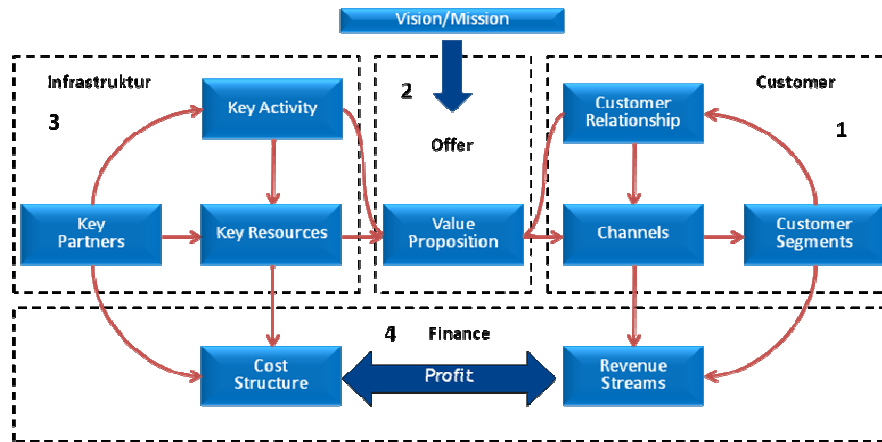 Vision/Mission
Infrastruktur
3
Key Activity
Key
Partners
Key Resources
2
Offer
Value
Proposition
Customer
1
Customer
Relationship
Channels
Customer
Segments
4 Finance
Cost
Structure
Profit
Revenue
Streams